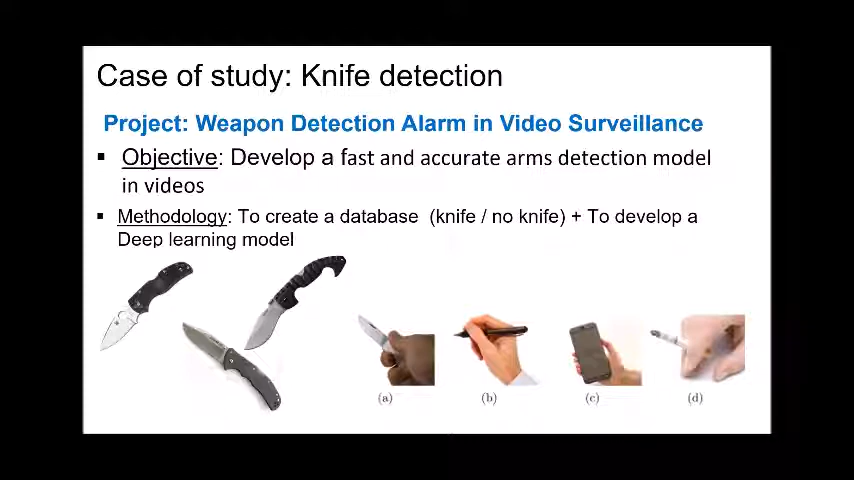 Case of study: Knife detection
Project: Weapon Detection Alarm in Video Surveillance
▪ Objective: Develop a fast and accurate arms detection model
in videos
▪ Methodology: To create a database (knife / no knife) + To develop a
Deep learning model
(a) (b) (c) (d)